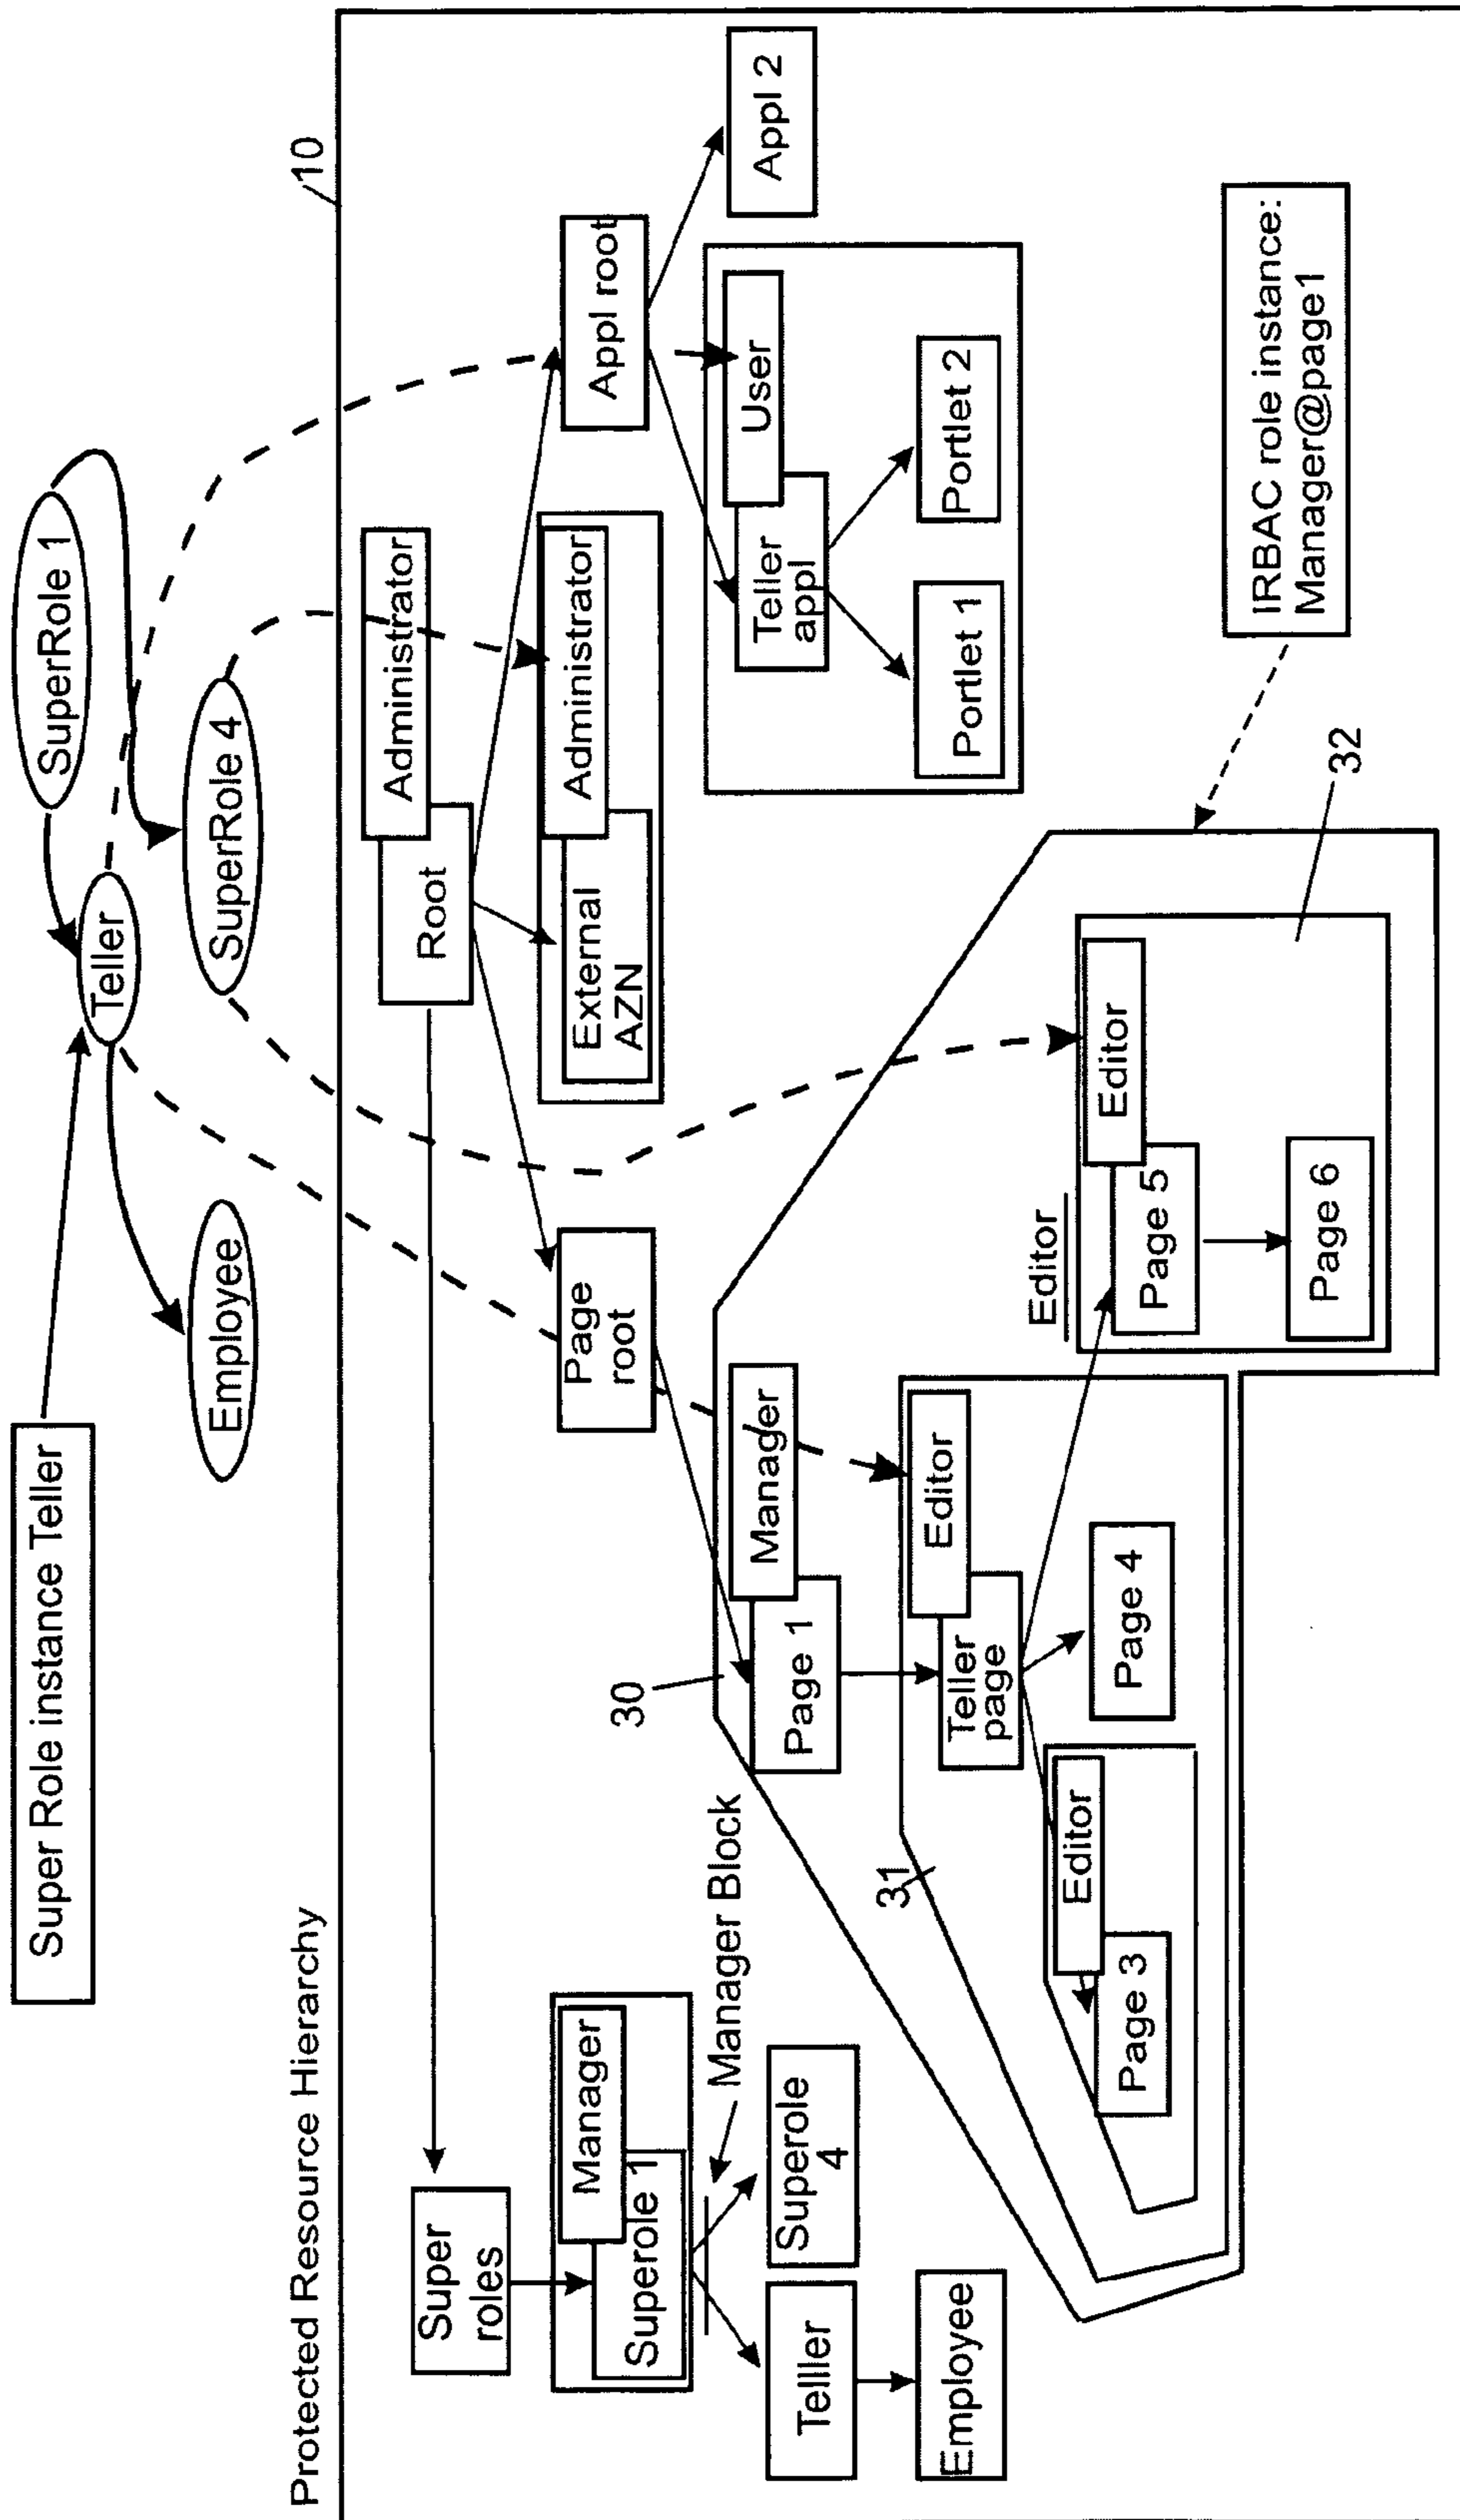 Super Role instance Teller
SuperRole 1
Teller
SuperRole 4
Employee
Protected Resource Hierarchy
10
Administrator
Root
Super
roles
Page
root
External
AZN
Administrator
Appl root
Manager
Superole 1
Manager Block
Superole
4
Telller
Employee
30
Manager
Page 1
31
Editor
Teller
page
Editor
Page 3
Page 4
Editor
Editor
Page 5
Page 6
32
User
Teller
appl
Portlet 1
Portlet 2
Appl 2
IRBAC role instance:
Manager@page1